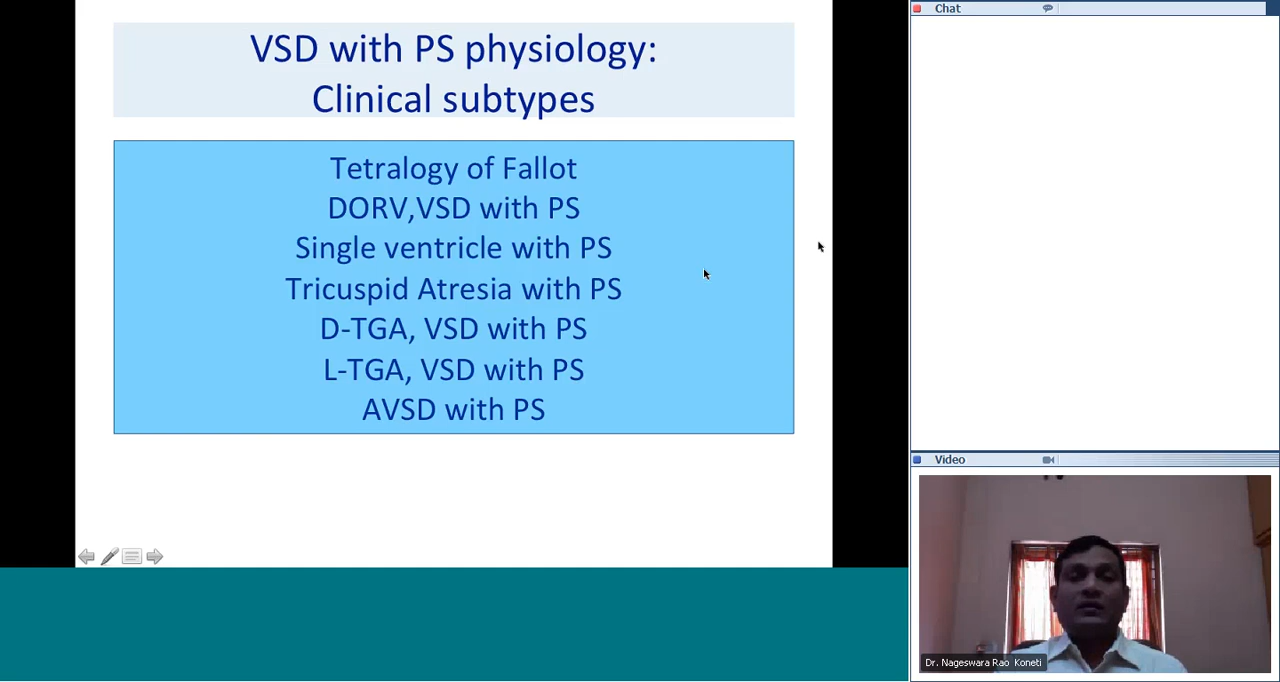 VSD with PS physiology:
Clinical subtypes
Tetralogy of Fallot
DORV,VSD with PS
Single ventricle with PS
Tricuspid Atresia with PS
D-TGA, VSD with PS
L-TGA, VSD with PS
AVSD with PS
Chat
Video
Dr. Nageswara Rao Koneti